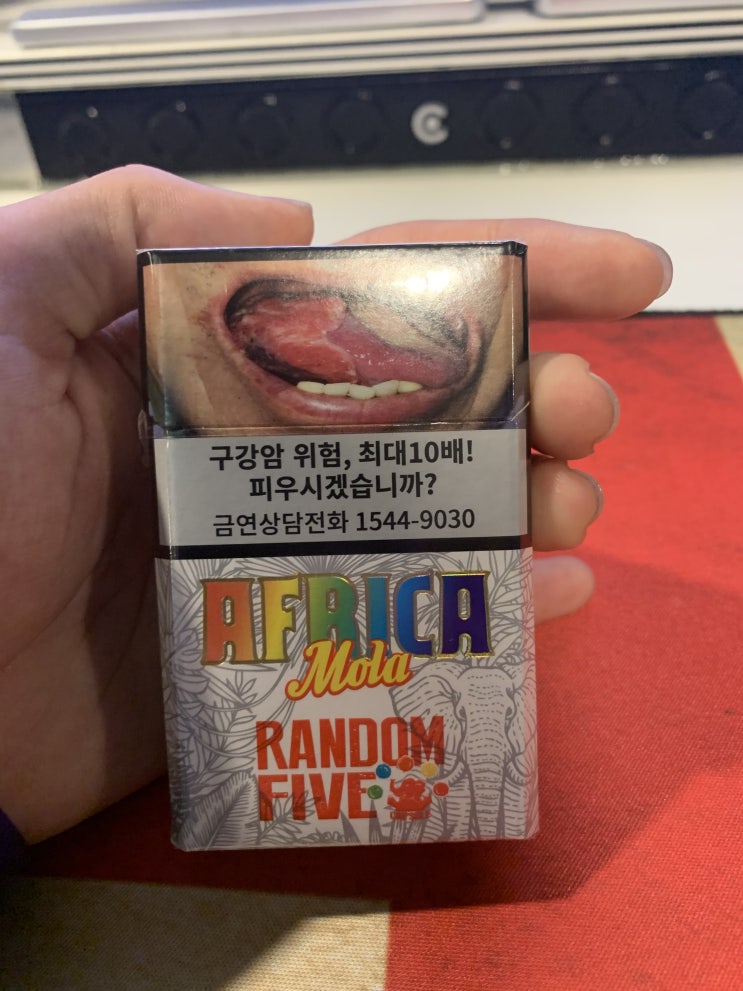 구강암 위험, 최대10배!
피우시겠습니까?
금연상담전화 1544-9030
AFRICA
Mola
RANDOM
FIVE